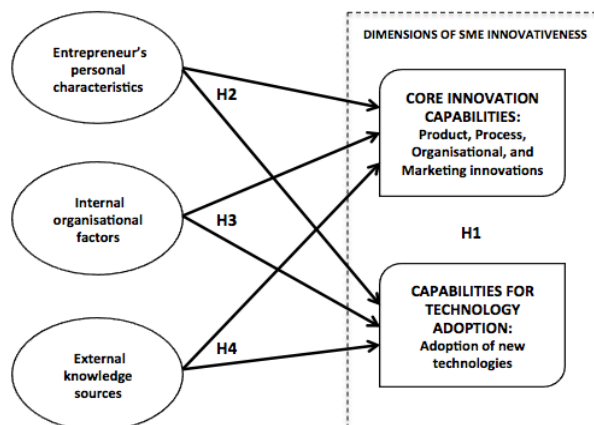 DIMENSIONS OF SME INNOVATIVENESS
Entrepreneur's
personal
characteristics
H2
CORE INNOVATION
CAPABILITIES:
Product, Process,
Organisational, and
Marketing innovations
Internal
organisational
factors
H3
H1
CAPABILITIES FOR
TECHNOLOGY
ADOPTION:
Adoption of new
technologies
External
knowledge
sources
H4